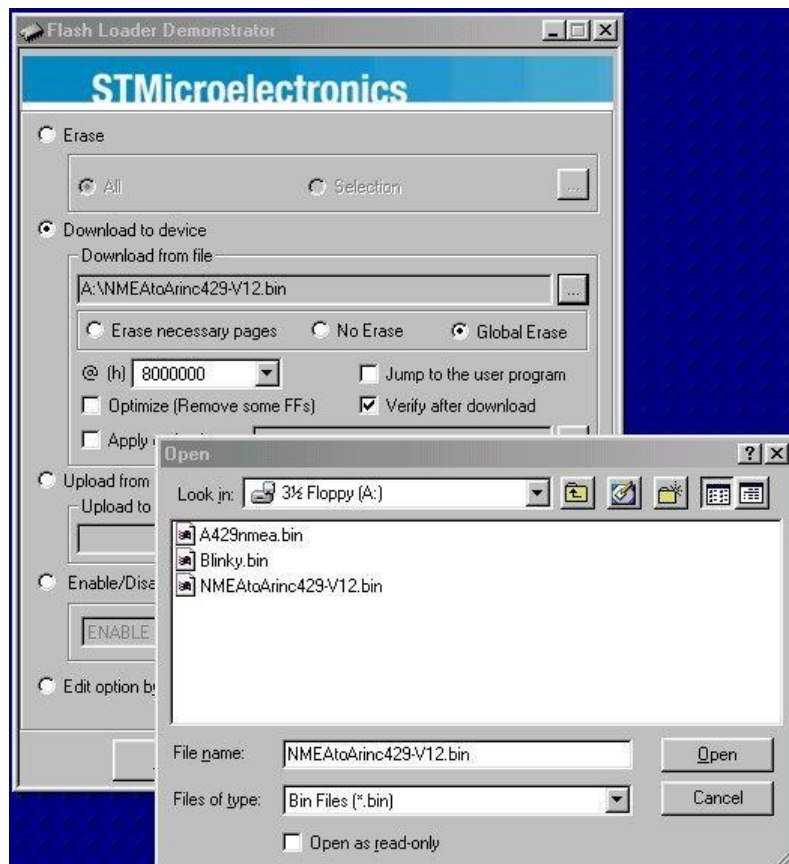 Flash Loader Demonstrator
STMicroelectronics
Erase
All Selection ...
Download to device
Download from file
A:\NMEAtoArinc429-V12.bin ...
Erase necessary pages No Erase Global Erase
@ (h) 8000000 Jump to the user program
Optimize (Remove some FFs) Verify after download
Apply
Upload from
Upload to
Enable/Disa
ENABLE
Edit option by
Open
Look in: 3½ Floppy (A:)
A429nmea.bin
Blinky.bin
NMEAtoArinc429-V12.bin
File name: NMEAtoArinc429-V12.bin Open
Files of type: Bin Files (*.bin) Cancel
Open as read-only